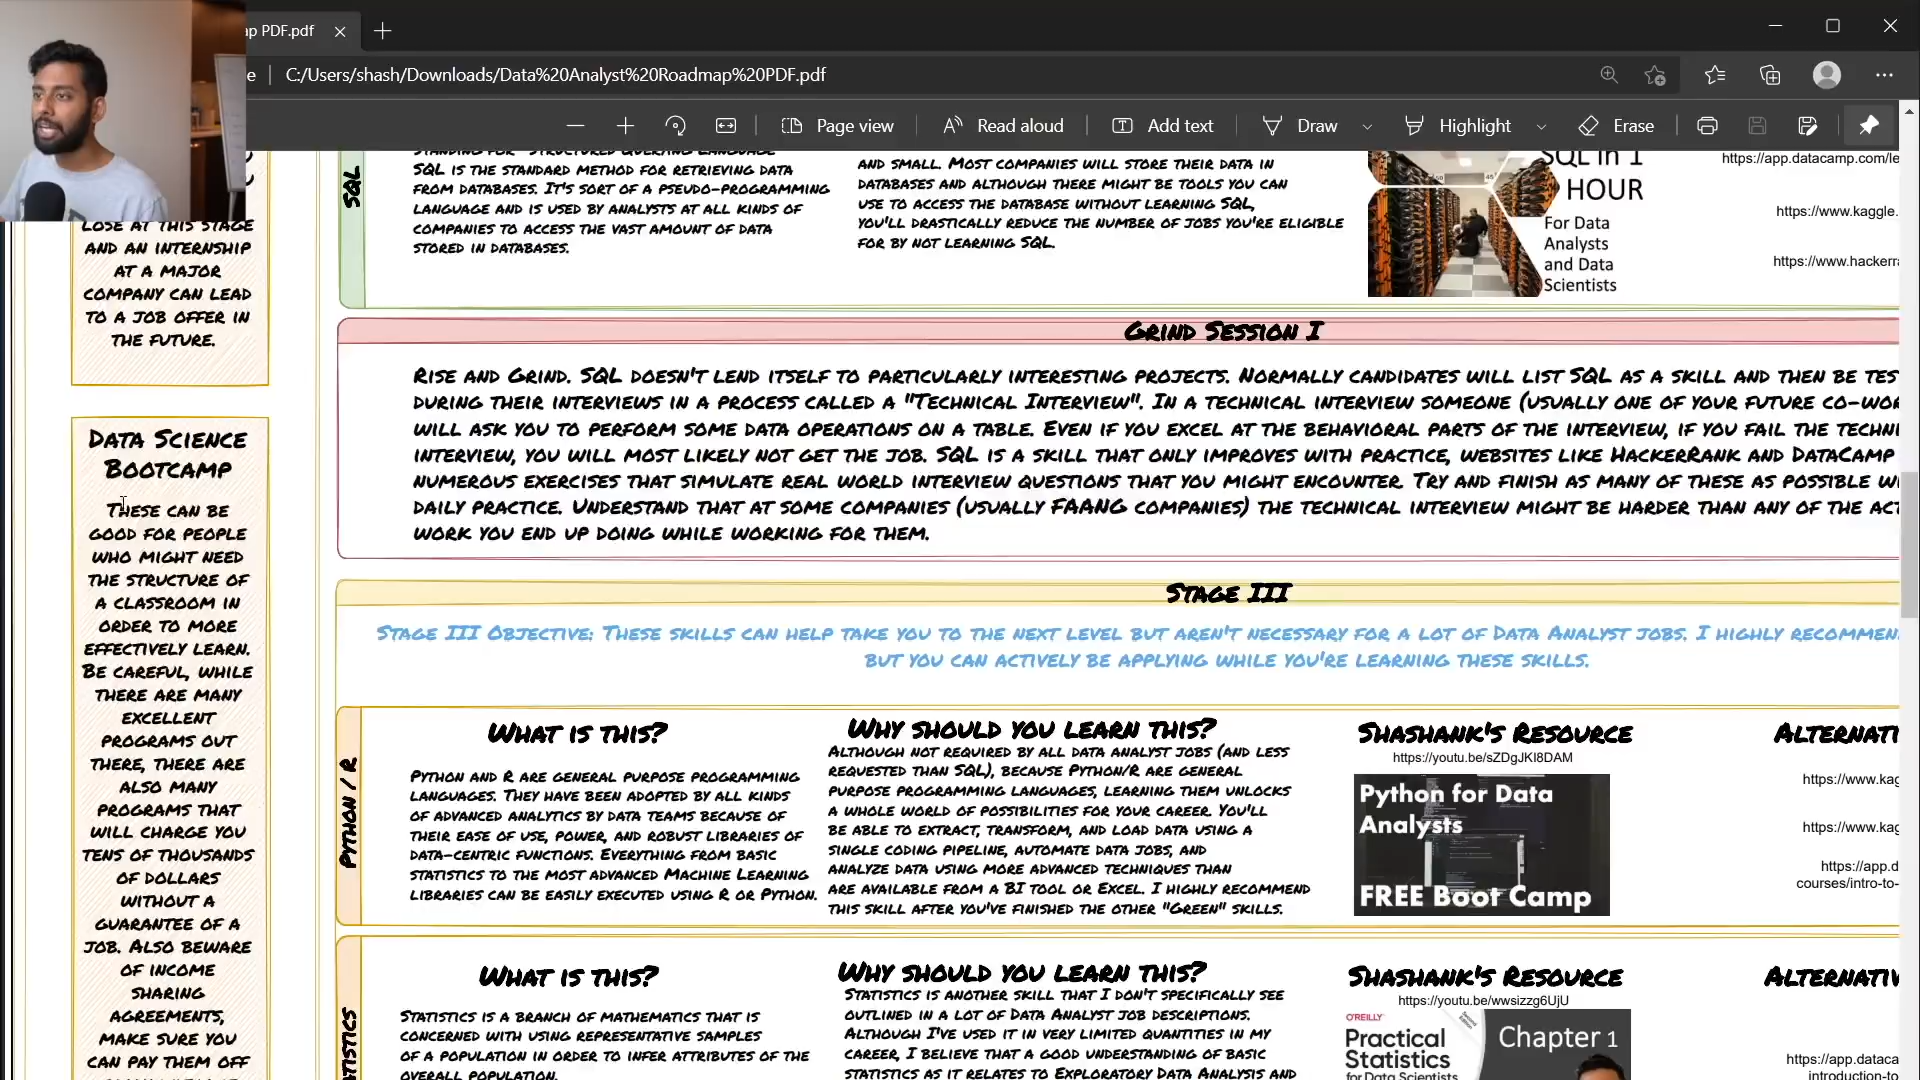 ap PDF.pdf
C:/Users/shash/Downloads/Data%20Analyst%20Roadmap%20PDF.pdf
Page view
Read aloud
Add text
Draw
Highlight
Erase
LOSE AT THIS STAGE
AND AN INTERNSHIP
AT A MAJOR
COMPANY CAN LEAD
TO A JOB OFFER IN
THE FUTURE.
DATA SCIENCE
BOOTCAMP
THESE CAN BE
GOOD FOR PEOPLE
WHO MIGHT NEED
THE STRUCTURE OF
A CLASSROOM IN
ORDER TO MORE
EFFECTIVELY LEARN.
BE CAREFUL, WHILE
THERE ARE MANY
EXCELLENT
PROGRAMS OUT
THERE, THERE ARE
ALSO MANY
PROGRAMS THAT
WILL CHARGE YOU
TENS OF THOUSANDS
OF DOLLARS
WITHOUT A
GUARANTEE OF A
JOB. ALSO BEWARE
OF INCOME
SHARING
AGREEMENTS,
MAKE SURE YOU
CAN PAY THEM OFF
SQL
STANDING FOR "STRUCTURED QUERYING LANGUAGE"
SQL IS THE STANDARD METHOD FOR RETRIEVING DATA
FROM DATABASES. IT'S SORT OF A PSEUDO-PROGRAMMING
LANGUAGE AND IS USED BY ANALYSTS AT ALL KINDS OF
COMPANIES TO ACCESS THE VAST AMOUNT OF DATA
STORED IN DATABASES.
AND SMALL. MOST COMPANIES WILL STORE THEIR DATA IN
DATABASES AND ALTHOUGH THERE MIGHT BE TOOLS YOU CAN
USE TO ACCESS THE DATABASE WITHOUT LEARNING SQL,
YOU'LL DRASTICALLY REDUCE THE NUMBER OF JOBS YOU'RE ELIGIBLE
FOR BY NOT LEARNING SQL.
SQL in 1
HOUR
For Data
Analysts
and Data
Scientists
https://app.datacamp.com/le
https://www.kaggle.
https://www.hackerra
GRIND SESSION I
RISE AND GRIND. SQL DOESN'T LEND ITSELF TO PARTICULARLY INTERESTING PROJECTS. NORMALLY CANDIDATES WILL LIST SQL AS A SKILL AND THEN BE TES
DURING THEIR INTERVIEWS IN A PROCESS CALLED A "TECHNICAL INTERVIEW". IN A TECHNICAL INTERVIEW SOMEONE (USUALLY ONE OF YOUR FUTURE CO-WOR
WILL ASK YOU TO PERFORM SOME DATA OPERATIONS ON A TABLE. EVEN IF YOU EXCEL AT THE BEHAVIORAL PARTS OF THE INTERVIEW, IF YOU FAIL THE TECHNI
INTERVIEW, YOU WILL MOST LIKELY NOT GET THE JOB. SQL IS A SKILL THAT ONLY IMPROVES WITH PRACTICE, WEBSITES LIKE HACKERRANK AND DATACAMP
NUMEROUS EXERCISES THAT SIMULATE REAL WORLD INTERVIEW QUESTIONS THAT YOU MIGHT ENCOUNTER. TRY AND FINISH AS MANY OF THESE AS POSSIBLE WI
DAILY PRACTICE. UNDERSTAND THAT AT SOME COMPANIES (USUALLY FAANG COMPANIES) THE TECHNICAL INTERVIEW MIGHT BE HARDER THAN ANY OF THE ACT
WORK YOU END UP DOING WHILE WORKING FOR THEM.
STAGE III
STAGE III OBJECTIVE: THESE SKILLS CAN HELP TAKE YOU TO THE NEXT LEVEL BUT AREN'T NECESSARY FOR A LOT OF DATA ANALYST JOBS. I HIGHLY RECOMMEN
BUT YOU CAN ACTIVELY BE APPLYING WHILE YOU'RE LEARNING THESE SKILLS.
PYTHON / R
WHAT IS THIS?
PYTHON AND R ARE GENERAL PURPOSE PROGRAMMING
LANGUAGES. THEY HAVE BEEN ADOPTED BY ALL KINDS
OF ADVANCED ANALYTICS BY DATA TEAMS BECAUSE OF
THEIR EASE OF USE, POWER, AND ROBUST LIBRARIES OF
DATA-CENTRIC FUNCTIONS. EVERYTHING FROM BASIC
STATISTICS TO THE MOST ADVANCED MACHINE LEARNING
LIBRARIES CAN BE EASILY EXECUTED USING R OR PYTHON.
WHY SHOULD YOU LEARN THIS?
ALTHOUGH NOT REQUIRED BY ALL DATA ANALYST JOBS (AND LESS
REQUESTED THAN SQL), BECAUSE PYTHON/R ARE GENERAL
PURPOSE PROGRAMMING LANGUAGES, LEARNING THEM UNLOCKS
A WHOLE WORLD OF POSSIBILITIES FOR YOUR CAREER. YOU'LL
BE ABLE TO EXTRACT, TRANSFORM, AND LOAD DATA USING A
SINGLE CODING PIPELINE, AUTOMATE DATA JOBS, AND
ANALYZE DATA USING MORE ADVANCED TECHNIQUES THAN
ARE AVAILABLE FROM A BI TOOL OR EXCEL. I HIGHLY RECOMMEND
THIS SKILL AFTER YOU'VE FINISHED THE OTHER "GREEN" SKILLS.
SHASHANK'S RESOURCE
https://youtu.be/sZDgJKI8DAM
Python for Data
Analysts
FREE Boot Camp
ALTERNATI
https://www.kag
https://www.kag
https://app.d
courses/intro-to-
ATISTICS
WHAT IS THIS?
STATISTICS IS A BRANCH OF MATHEMATICS THAT IS
CONCERNED WITH USING REPRESENTATIVE SAMPLES
OF A POPULATION IN ORDER TO INFER ATTRIBUTES OF THE
OVERALL POPULATION.
WHY SHOULD YOU LEARN THIS?
STATISTICS IS ANOTHER SKILL THAT I DON'T SPECIFICALLY SEE
OUTLINED IN A LOT OF DATA ANALYST JOB DESCRIPTIONS.
ALTHOUGH I'VE USED IT IN VERY LIMITED QUANTITIES IN MY
CAREER, I BELIEVE THAT A GOOD UNDERSTANDING OF BASIC
STATISTICS AS IT RELATES TO EXPLORATORY DATA ANALYSIS AND
SHASHANK'S RESOURCE
https://youtu.be/wwsizzg6UjU
O'REILLY
Practical
Statistics
for Data Scientists
Chapter 1
ALTERNATIV
https://app.dataca
introduction-to